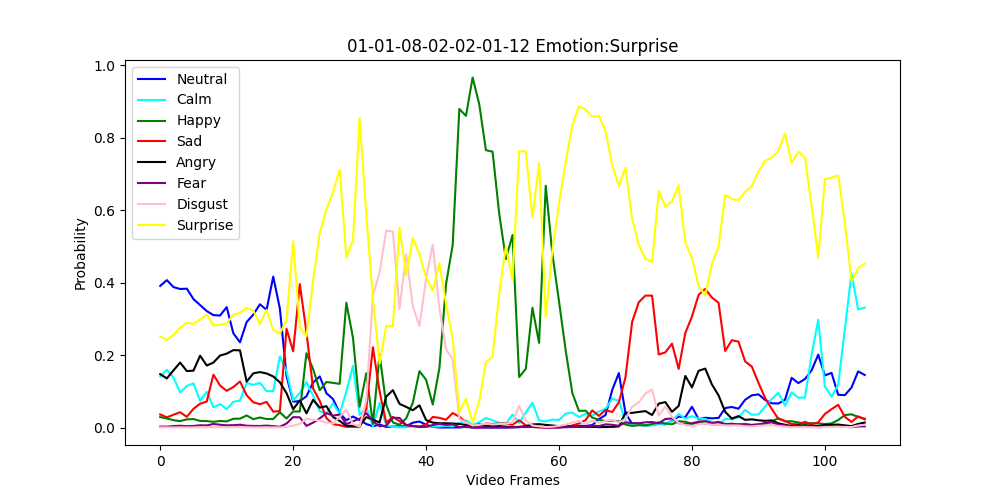 01-01-08-02-02-01-12 Emotion:Surprise
1.0
0.8
0.6
0.4
0.2
0.0
Probability
Neutral
Calm
Happy
Sad
Angry
Fear
Disgust
Surprise
0 20 40 60 80 100
Video Frames